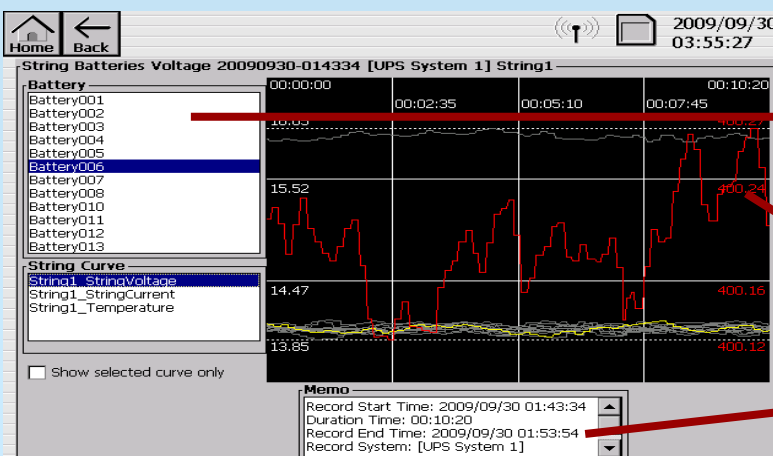 Home
Back
2009/09/30
03:55:27
String Batteries Voltage 20090930-014334 [UPS System 1] String1
Battery
Battery001
Battery002
Battery003
Battery004
Battery005
Battery006
Battery007
Battery008
Battery010
Battery011
Battery012
Battery013
String Curve
String1_StringVoltage
String1_StringCurrent
String1_Temperature
Show selected curve only
00:00:00
00:10:20
00:02:35
00:05:10
00:07:45
15.52
400.24
14.47
400.16
13.85
400.12
Memo
Record Start Time: 2009/09/30 01:43:34
Duration Time: 00:10:20
Record End Time: 2009/09/30 01:53:54
Record System: [UPS System 1]